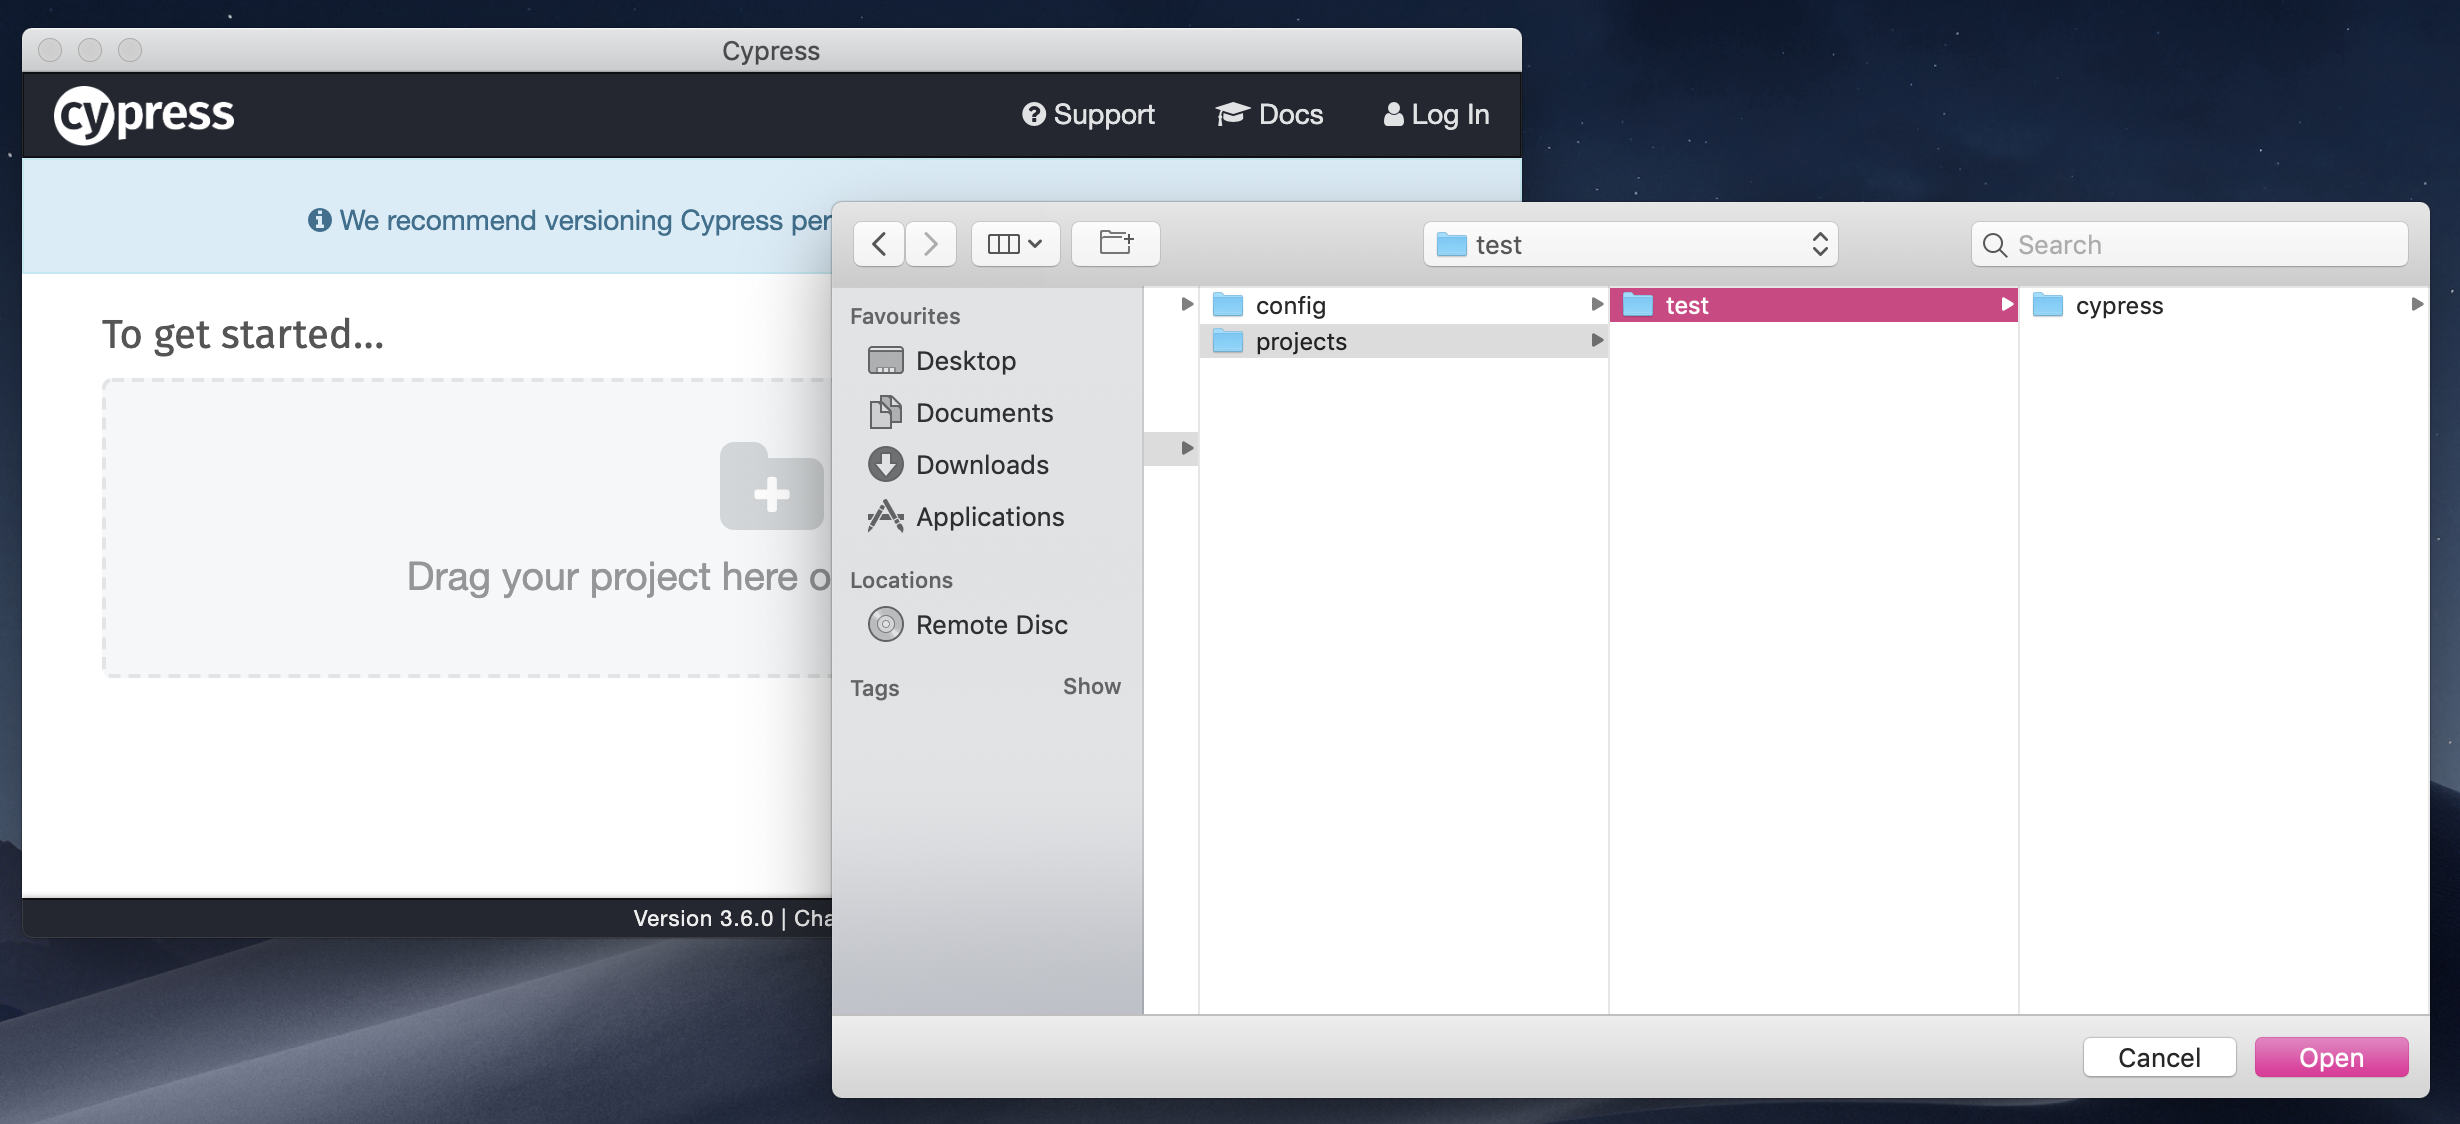 Cypress
cypress
Support Docs Log In
We recommend versioning Cypress per
To get started...
Drag your project here o
Version 3.6.0 | Cha
test
Search
Favourites
Desktop
Documents
Downloads
Applications
Locations
Remote Disc
Tags Show
config
projects
test
cypress
Cancel Open